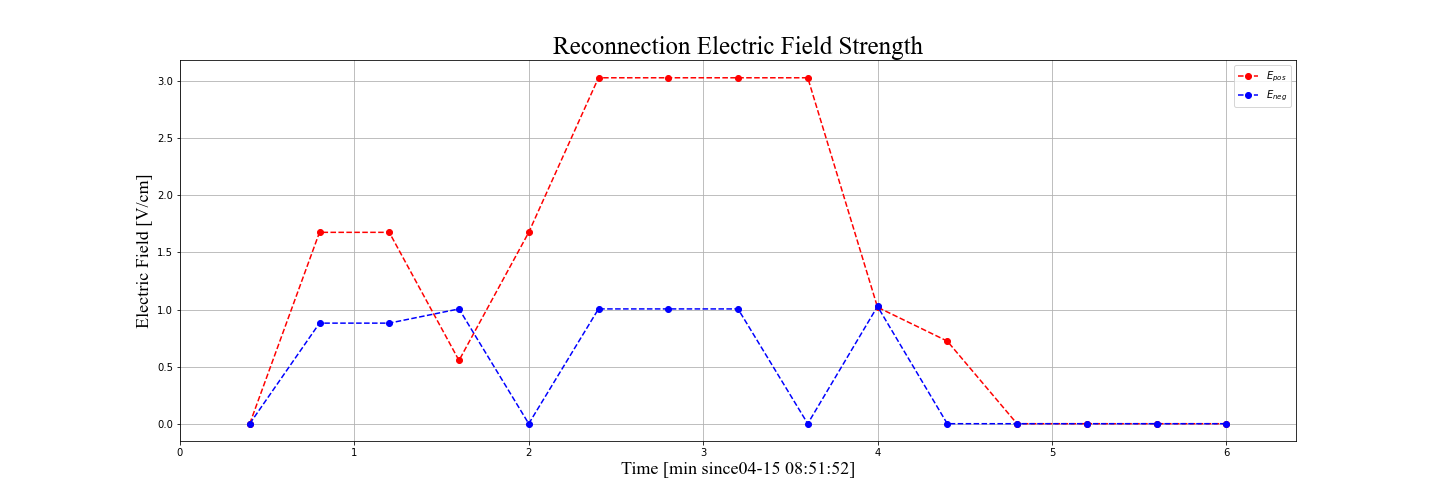 Reconnection Electric Field Strength
3.0
2.5
2.0
1.5
1.0
0.5
0.0
Electric Field [V/cm]
E_pos
E_neg
0 1 2 3 4 5 6
Time [min since04-15 08:51:52]